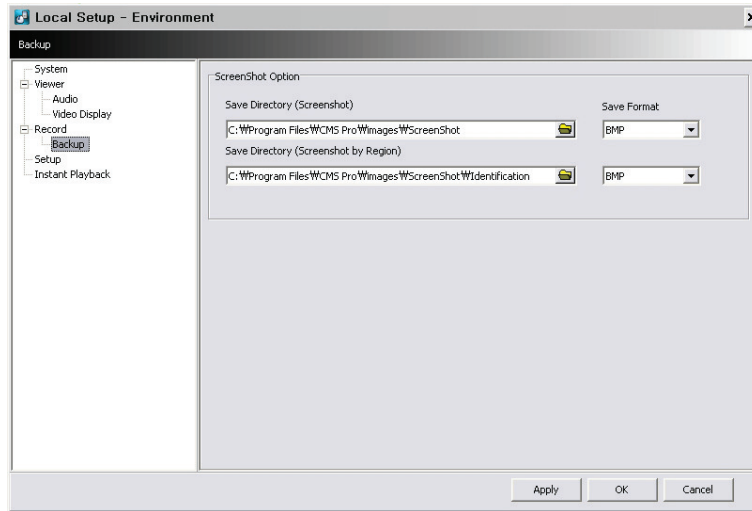 Local Setup - Environment
Backup
System
Viewer
Audio
Video Display
Record
Backup
Setup
Instant Playback
ScreenShot Option
Save Directory (Screenshot)
Save Format
C:₩Program Files₩CMS Pro₩Images₩ScreenShot
BMP
Save Directory (Screenshot by Region)
C:₩Program Files₩CMS Pro₩Images₩ScreenShot₩Identification
BMP
Apply
OK
Cancel